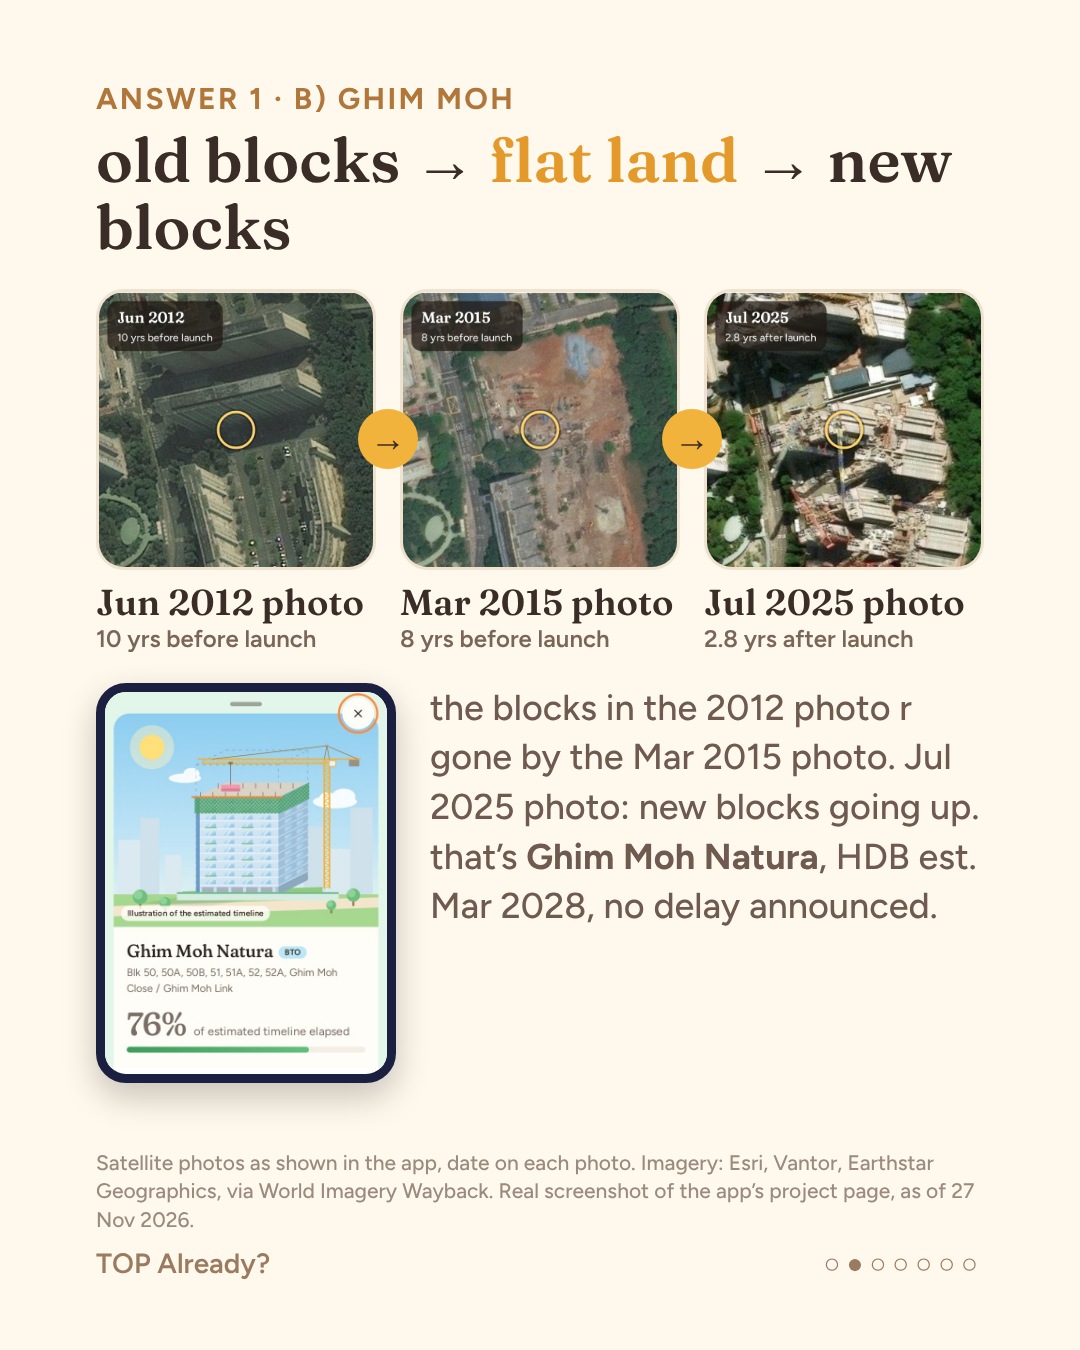 ANSWER 1 · B) GHIM MOH
old blocks → flat land → new
blocks
Jun 2012
10 yrs before launch
Mar 2015
8 yrs before launch
Jul 2025
2.8 yrs after launch
→
→
Jun 2012 photo
10 yrs before launch
Mar 2015 photo
8 yrs before launch
Jul 2025 photo
2.8 yrs after launch
×
Illustration of the estimated timeline
Ghim Moh Natura BTO
Blk 50, 50A, 50B, 51, 51A, 52, 52A, Ghim Moh
Close / Ghim Moh Link
76% of estimated timeline elapsed
the blocks in the 2012 photo r
gone by the Mar 2015 photo. Jul
2025 photo: new blocks going up.
that’s Ghim Moh Natura, HDB est.
Mar 2028, no delay announced.
Satellite photos as shown in the app, date on each photo. Imagery: Esri, Vantor, Earthstar
Geographics, via World Imagery Wayback. Real screenshot of the app’s project page, as of 27
Nov 2026.
TOP Already?